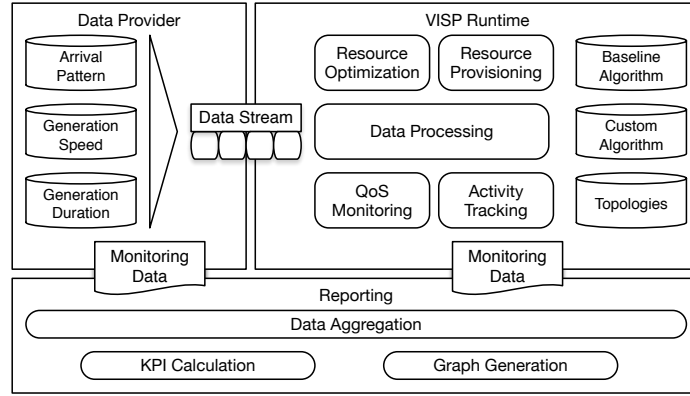 Data Provider
Arrival
Pattern
Generation
Speed
Generation
Duration
Data Stream
VISP Runtime
Resource
Optimization
Resource
Provisioning
Baseline
Algorithm
Data Processing
Custom
Algorithm
QoS
Monitoring
Activity
Tracking
Topologies
Monitoring
Data
Monitoring
Data
Reporting
Data Aggregation
KPI Calculation
Graph Generation